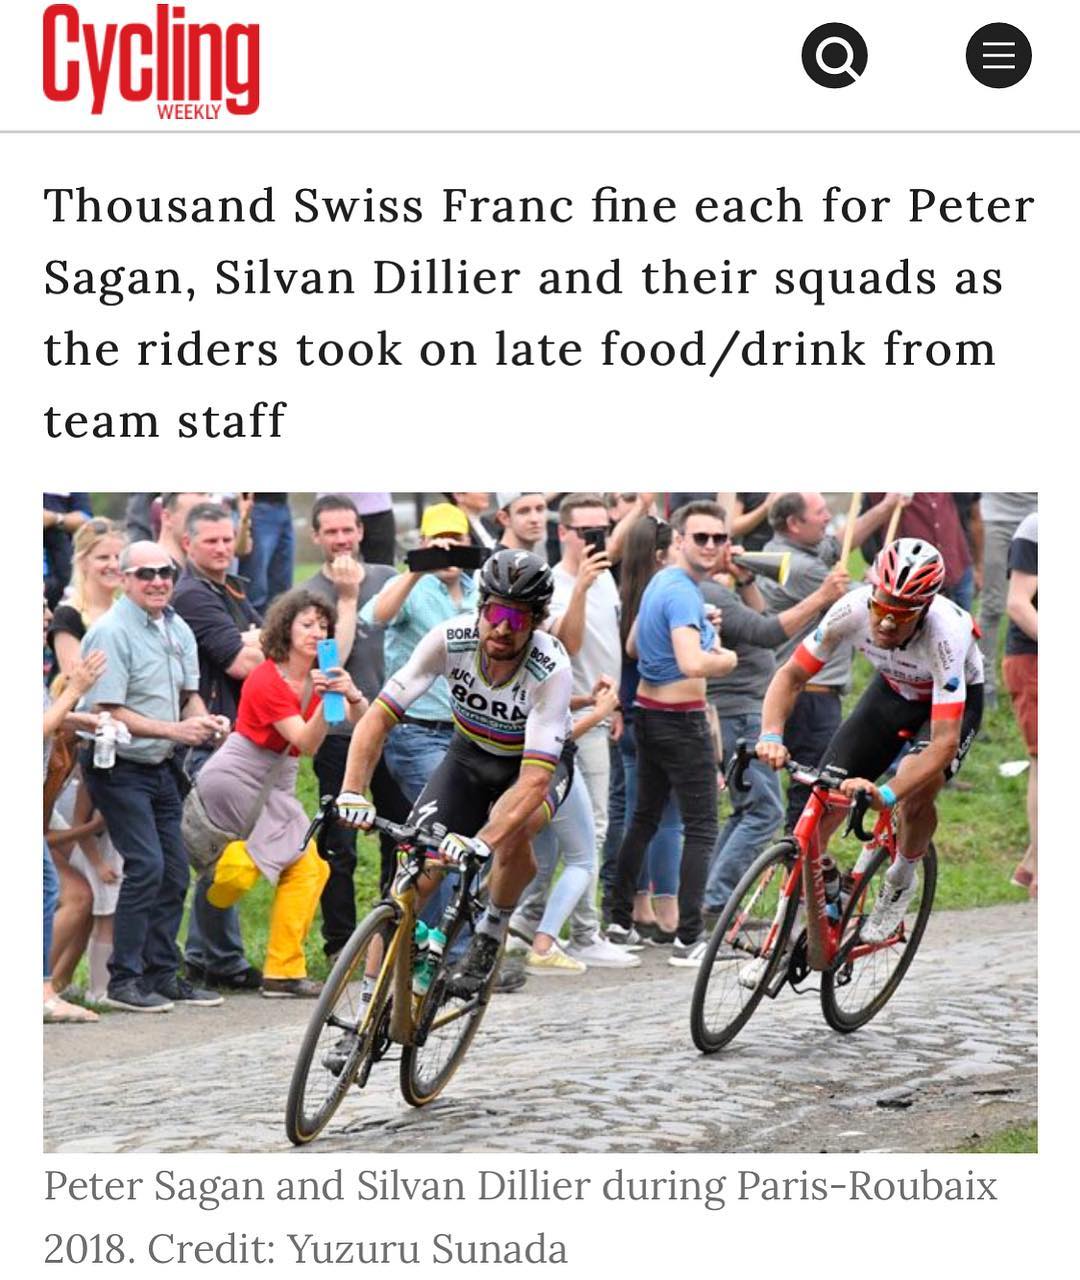 Cycling
WEEKLY
Thousand Swiss Franc fine each for Peter
Sagan, Silvan Dillier and their squads as
the riders took on late food/drink from
team staff
BORA
BORA
UCI
BORA
hansgrohe
Peter Sagan and Silvan Dillier during Paris-Roubaix
2018. Credit: Yuzuru Sunada